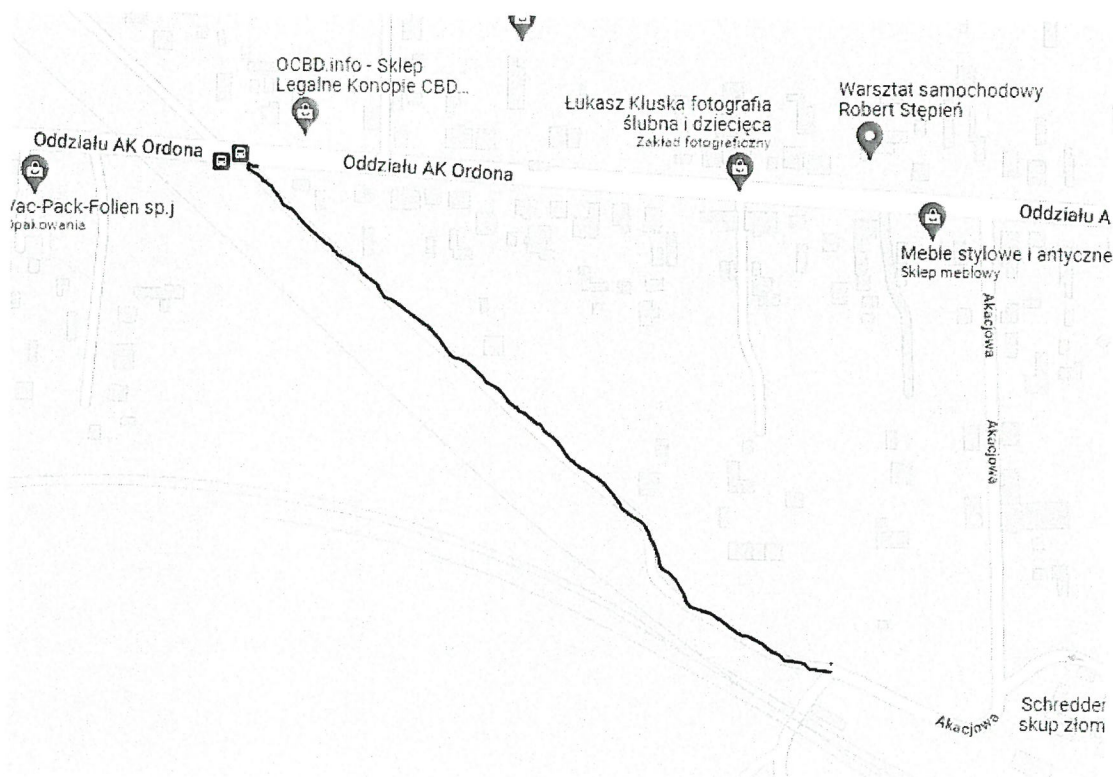 OCBD.info - Sklep
Legalne Konopie CBD...
Łukasz Kluska fotografia
ślubna i dziecięca
Zakład fotograficzny
Warsztat samochodowy
Robert Stępień
Oddziału AK Ordona
Oddziału AK Ordona
Vac-Pack-Folien sp.j
Opakowania
Oddziału A
Meble stylowe i antyczne
Sklep meblowy
Akacjowa
Akacjowa
Akacjowa
Schredder
skup złom